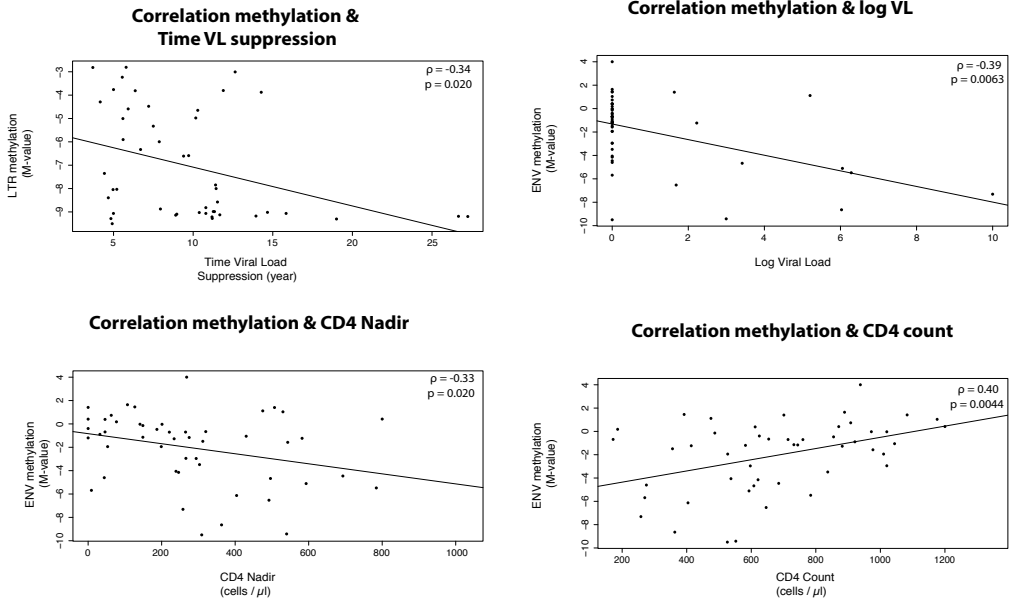 Correlation methylation &
Time VL suppression
ρ = -0.34
p = 0.020
LTR methylation
(M-value)
-3
-4
-5
-6
-7
-8
-9
5
10
15
20
25
Time Viral Load
Suppression (year)
Correlation methylation & log VL
ρ = -0.39
p = 0.0063
ENV methylation
(M-value)
4
2
0
-2
-4
-6
-8
-10
0
2
4
6
8
10
Log Viral Load
Correlation methylation & CD4 Nadir
ρ = -0.33
p = 0.020
ENV methylation
(M-value)
4
2
0
-2
-4
-6
-8
-10
0
200
400
600
800
1000
CD4 Nadir
(cells / µl)
Correlation methylation & CD4 count
ρ = 0.40
p = 0.0044
ENV methylation
(M-value)
4
2
0
-2
-4
-6
-8
-10
200
400
600
800
1000
1200
CD4 Count
(cells / µl)